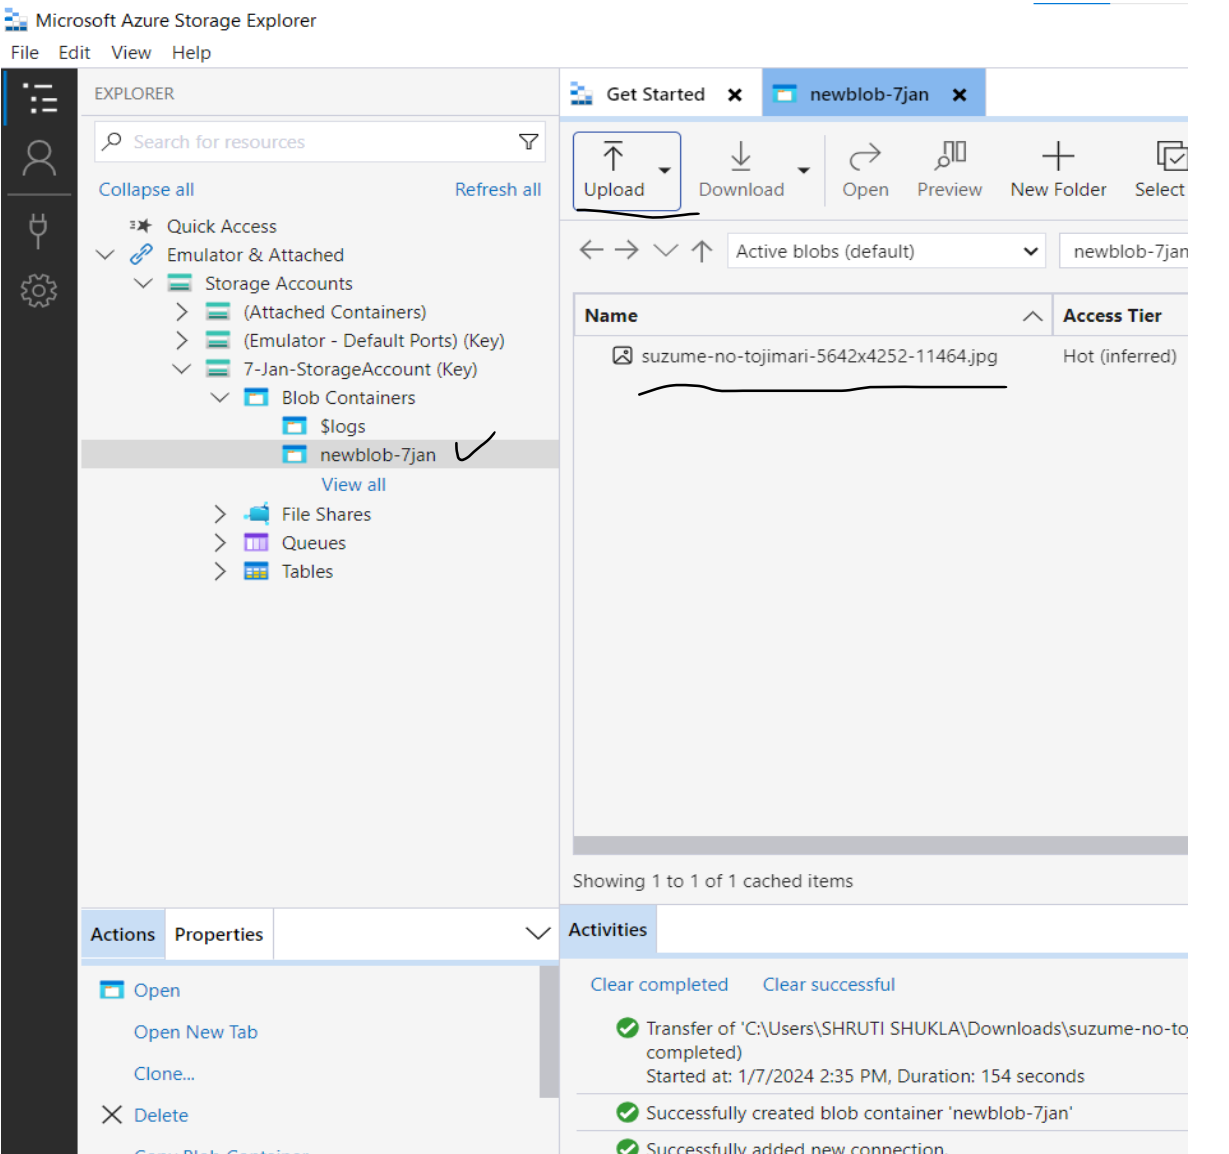 Microsoft Azure Storage Explorer
File Edit View Help
EXPLORER
Search for resources
Collapse all Refresh all
Quick Access
Emulator & Attached
Storage Accounts
(Attached Containers)
(Emulator - Default Ports) (Key)
7-Jan-StorageAccount (Key)
Blob Containers
$logs
newblob-7jan
View all
File Shares
Queues
Tables
Actions Properties
Open
Open New Tab
Clone...
Delete
Copy Blob Container
Get Started newblob-7jan
Upload Download Open Preview New Folder Select
Active blobs (default) newblob-7jan
Name Access Tier
suzume-no-tojimari-5642x4252-11464.jpg Hot (inferred)
Showing 1 to 1 of 1 cached items
Activities
Clear completed Clear successful
Transfer of 'C:\Users\SHRUTI SHUKLA\Downloads\suzume-no-to
completed)
Started at: 1/7/2024 2:35 PM, Duration: 154 seconds
Successfully created blob container 'newblob-7jan'
Successfully added new connection.